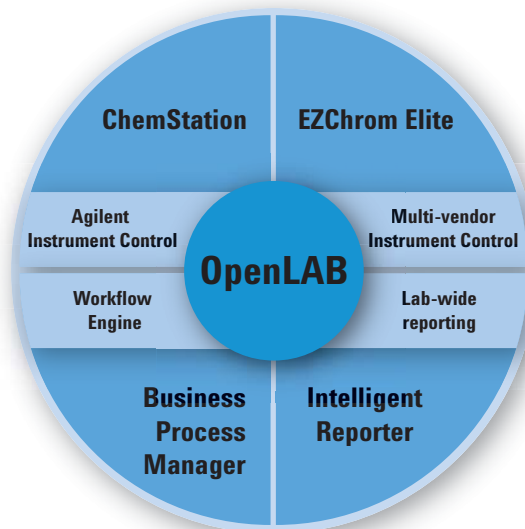 ChemStation
EZChrom Elite
Agilent
Instrument Control
Multi-vendor
Instrument Control
OpenLAB
Workflow
Engine
Lab-wide
reporting
Business
Process
Manager
Intelligent
Reporter